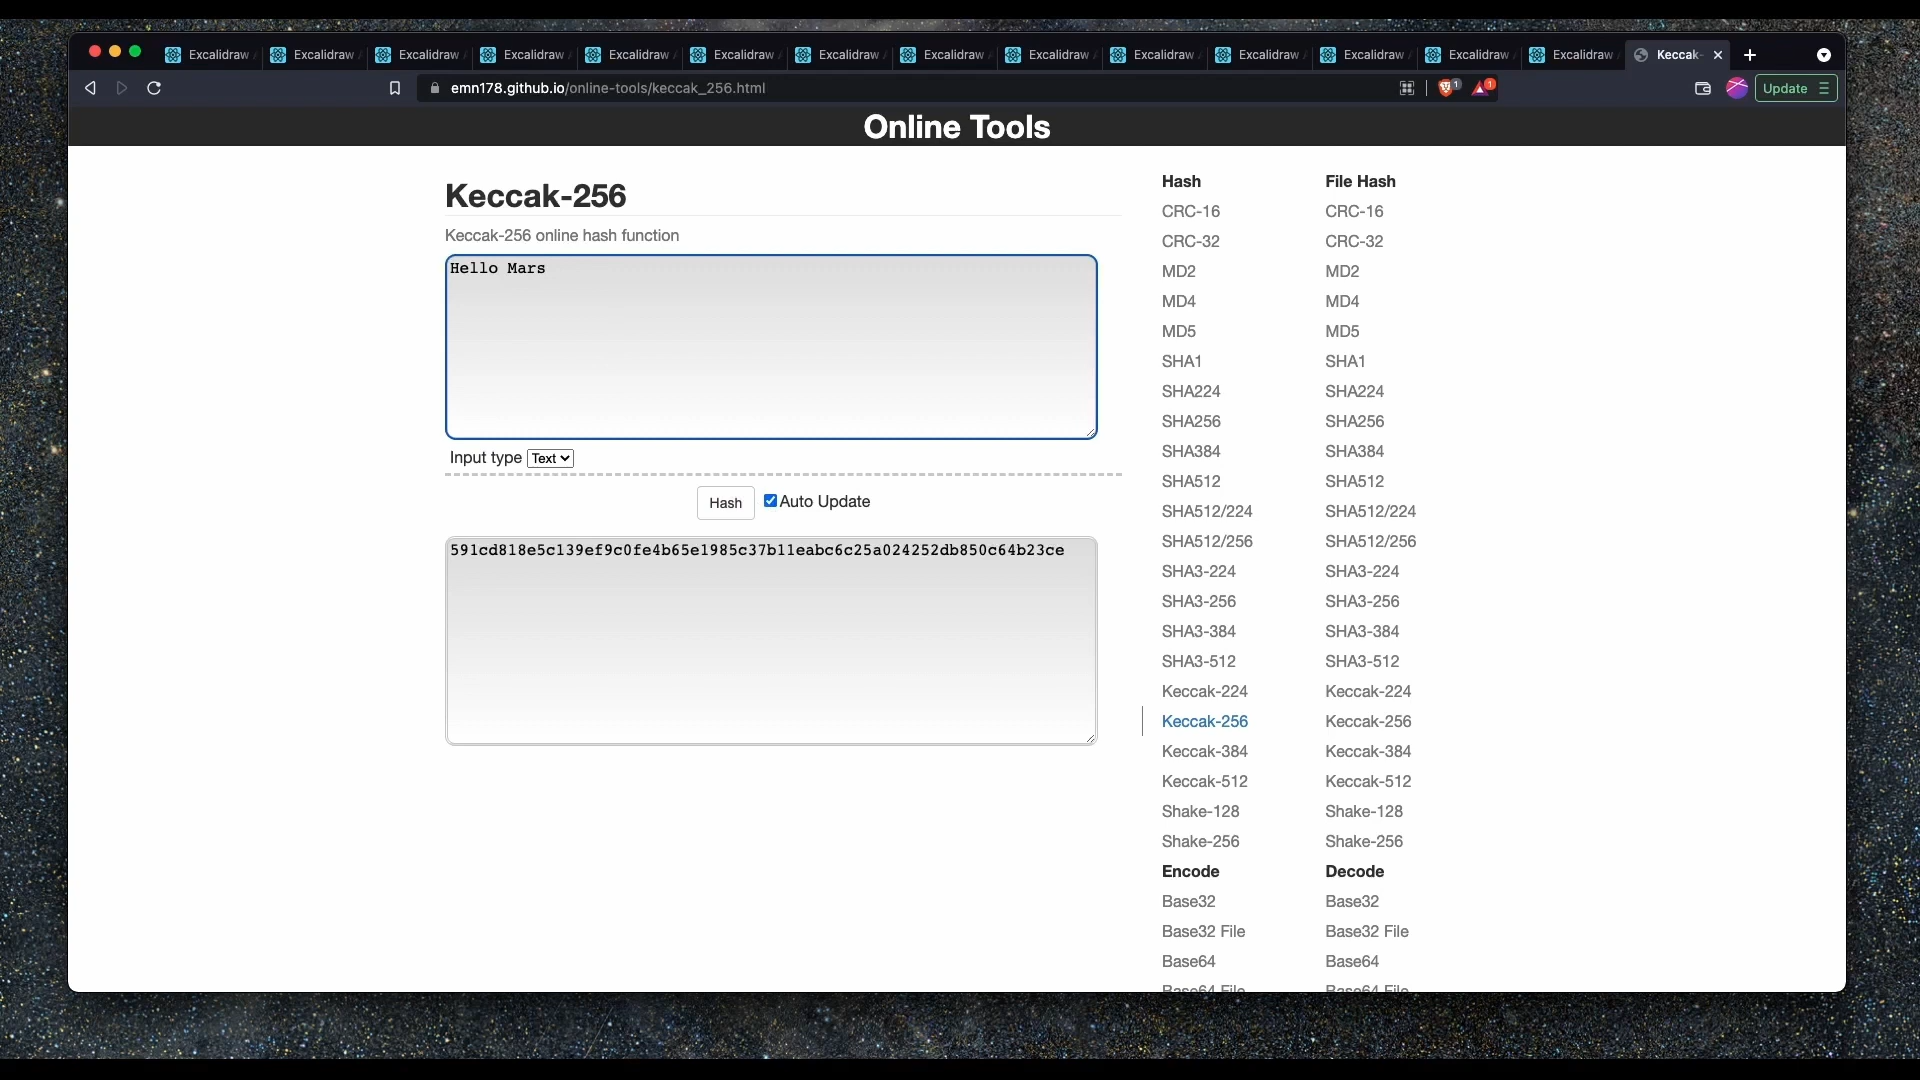 Excalidraw Excalidraw Excalidraw Excalidraw Excalidraw Excalidraw Excalidraw Excalidraw Excalidraw Excalidraw Excalidraw Excalidraw Excalidraw Excalidraw Keccak-
emn178.github.io/online-tools/keccak_256.html 1 1 Update
Online Tools
Keccak-256
Keccak-256 online hash function
Hello Mars
Input type Text
Hash Auto Update
591cd818e5c139ef9c0fe4b65e1985c37b11eabc6c25a024252db850c64b23ce
Hash
CRC-16
CRC-32
MD2
MD4
MD5
SHA1
SHA224
SHA256
SHA384
SHA512
SHA512/224
SHA512/256
SHA3-224
SHA3-256
SHA3-384
SHA3-512
Keccak-224
Keccak-256
Keccak-384
Keccak-512
Shake-128
Shake-256
Encode
Base32
Base32 File
Base64
Base64 File
File Hash
CRC-16
CRC-32
MD2
MD4
MD5
SHA1
SHA224
SHA256
SHA384
SHA512
SHA512/224
SHA512/256
SHA3-224
SHA3-256
SHA3-384
SHA3-512
Keccak-224
Keccak-256
Keccak-384
Keccak-512
Shake-128
Shake-256
Decode
Base32
Base32 File
Base64
Base64 File